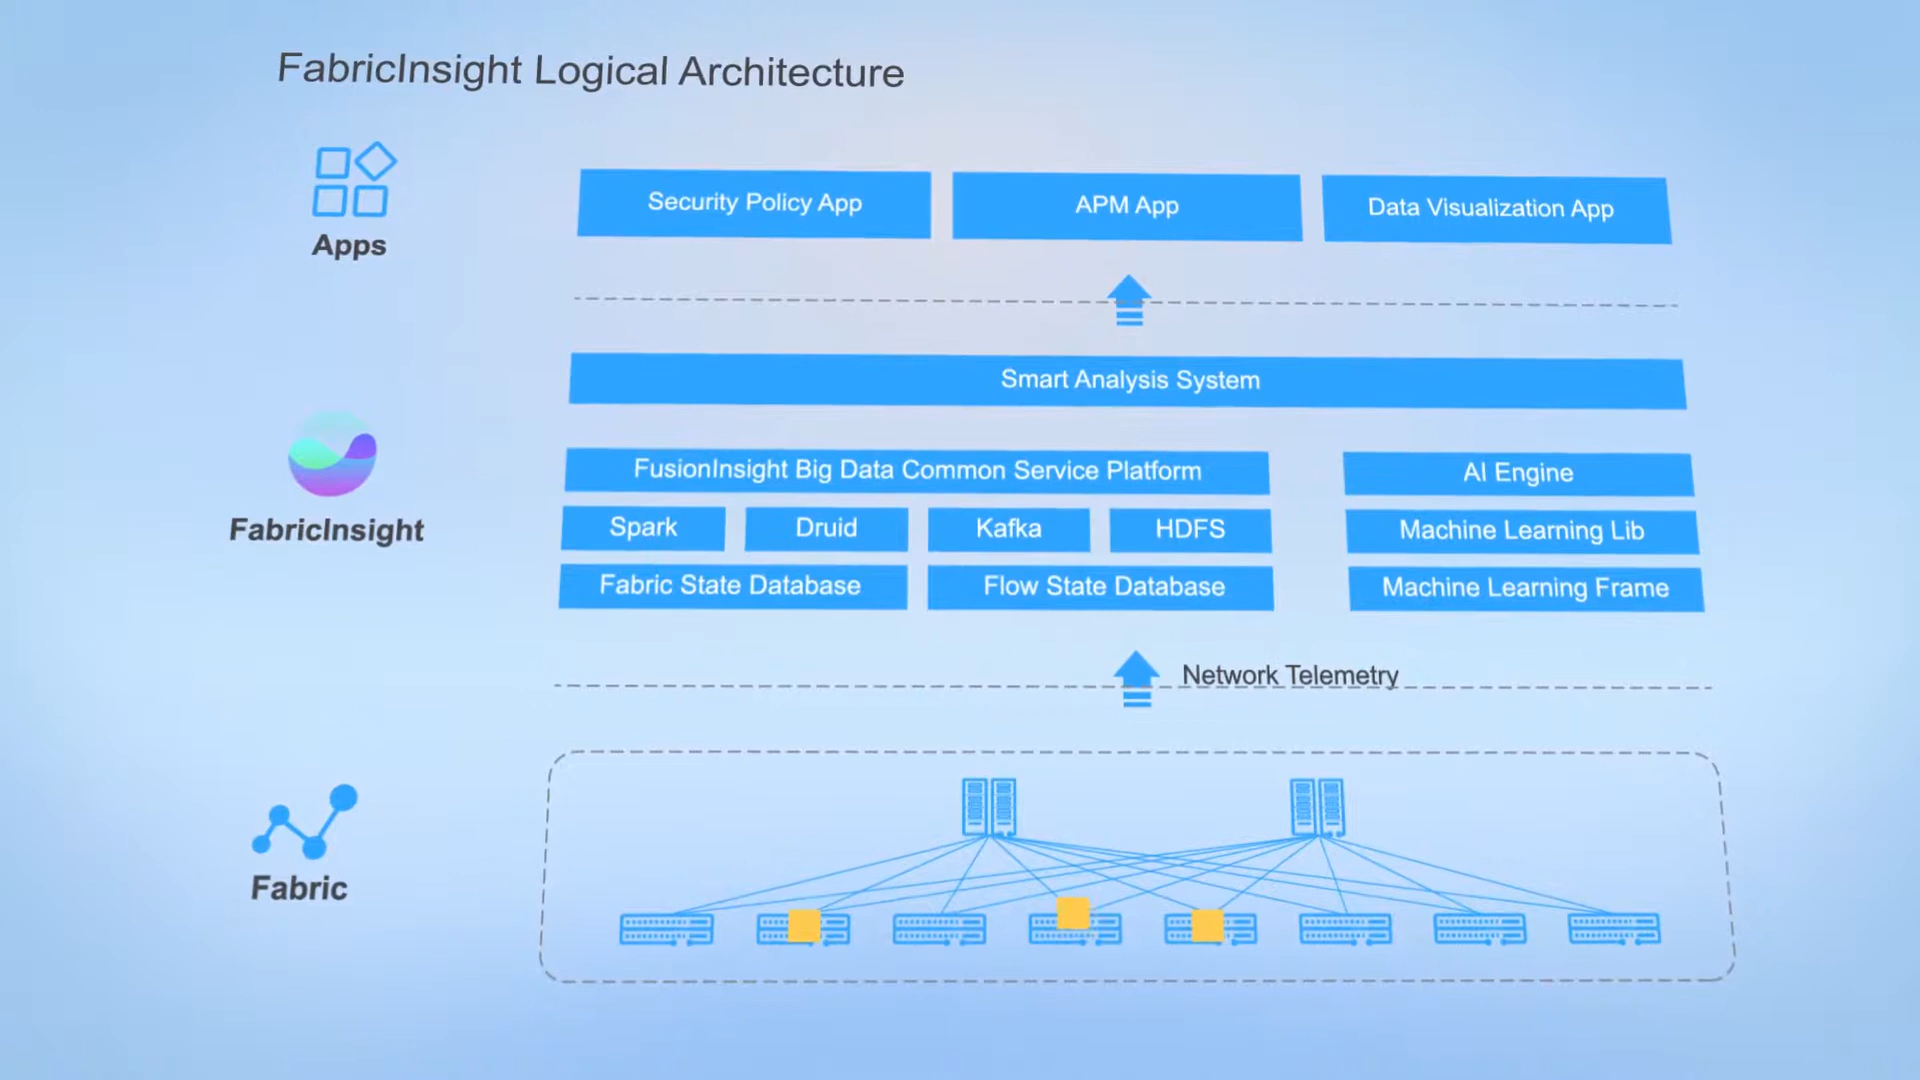 FabricInsight Logical Architecture
Apps
Security Policy App
APM App
Data Visualization App
FabricInsight
Smart Analysis System
FusionInsight Big Data Common Service Platform
AI Engine
Spark
Druid
Kafka
HDFS
Machine Learning Lib
Fabric State Database
Flow State Database
Machine Learning Frame
Network Telemetry
Fabric